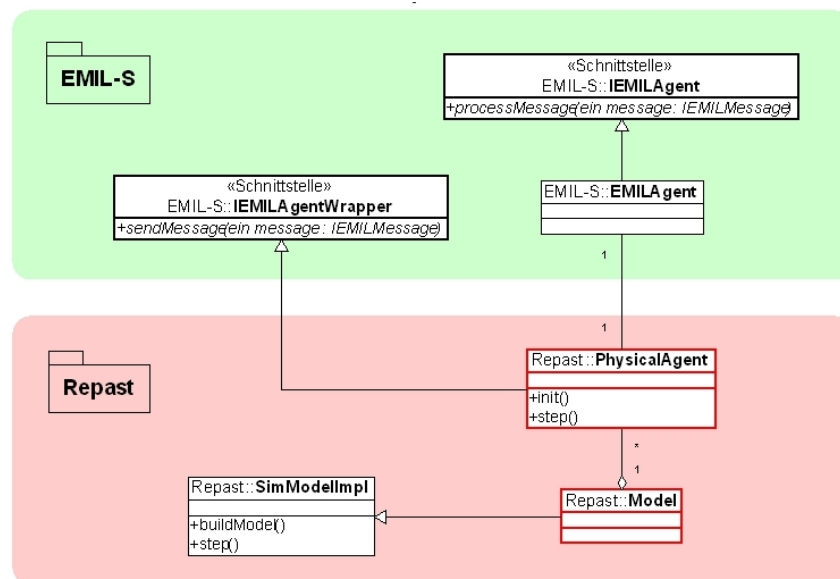 EMIL-S
«Schnittstelle»
EMIL-S::IEMILAgent
+processMessage(ein message: IEMILMessage)
«Schnittstelle»
EMIL-S::IEMILAgentWrapper
+sendMessage(ein message: IEMILMessage)
EMIL-S::EMILAgent
1
1
Repast
Repast::PhysicalAgent
+init()
+step()
*
1
Repast::SimModelImpl
+buildModel()
+step()
Repast::Model